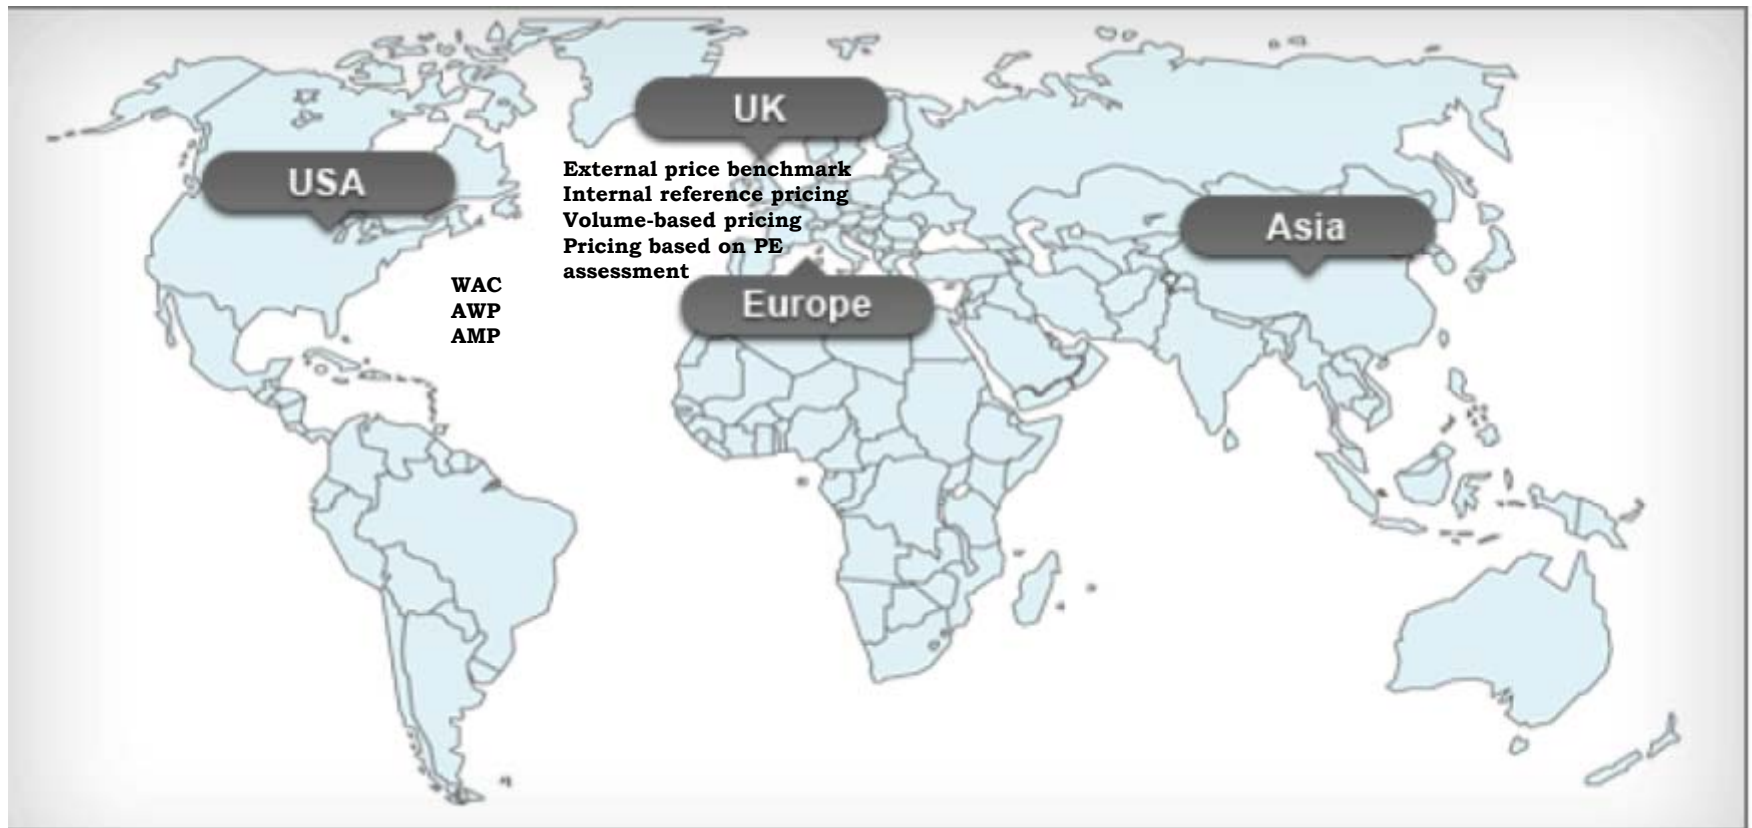 UK
USA
External price benchmark
Internal reference pricing
Volume-based pricing
Pricing based on PE
assessment
Asia
WAC
AWP
AMP
Europe